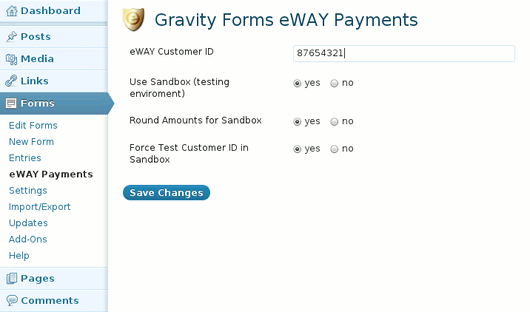 Dashboard
Posts
Media
Links
Forms
Edit Forms
New Form
Entries
eWAY Payments
Settings
Import/Export
Updates
Add-Ons
Help
Pages
Comments
Gravity Forms eWAY Payments
eWAY Customer ID
87654321
Use Sandbox (testing
enviroment)
yes no
Round Amounts for Sandbox
yes no
Force Test Customer ID in
Sandbox
yes no
Save Changes